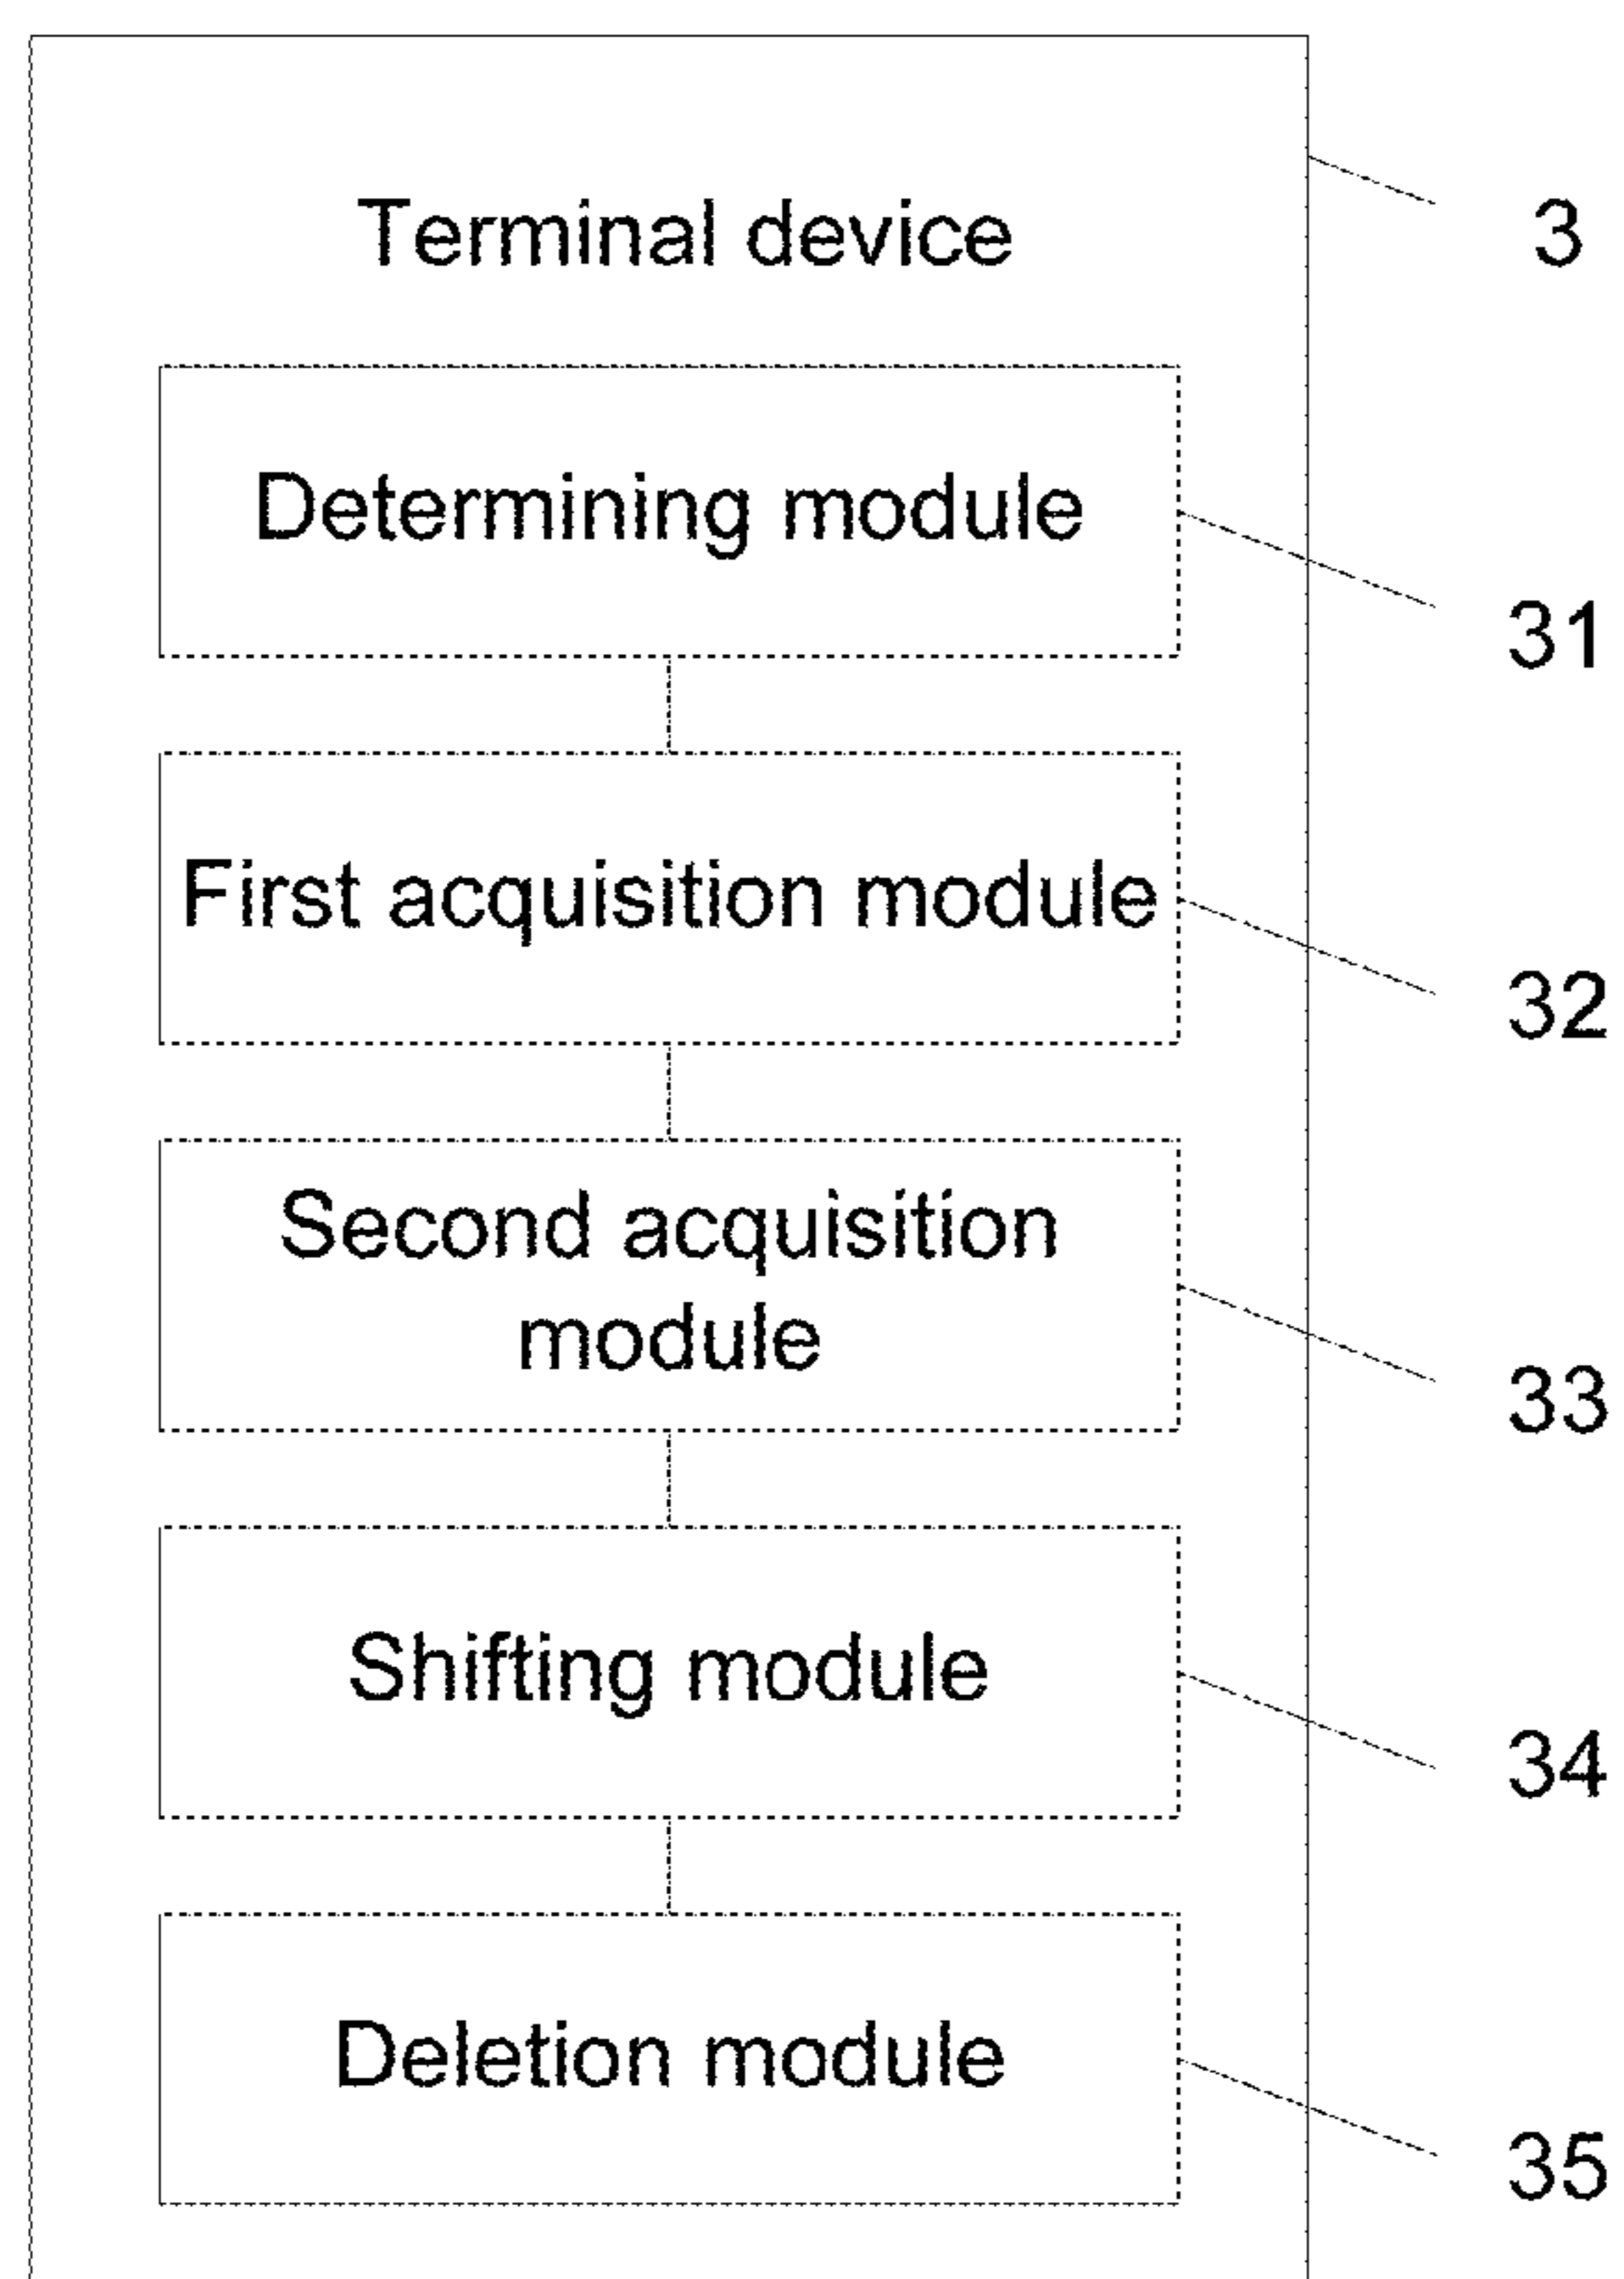 Terminal device
3
Determining module
31
First acquisition module
32
Second acquisition
module
33
Shifting module
34
Deletion module
35